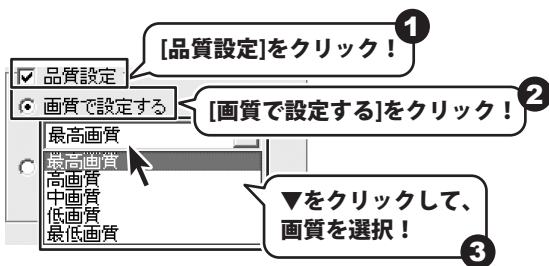 1
[品質設定]をクリック！
品質設定
2
画質で設定する
[画質で設定する]をクリック！
最高画質
最高画質
高画質
中画質
低画質
最低画質
▼をクリックして、
画質を選択！
3